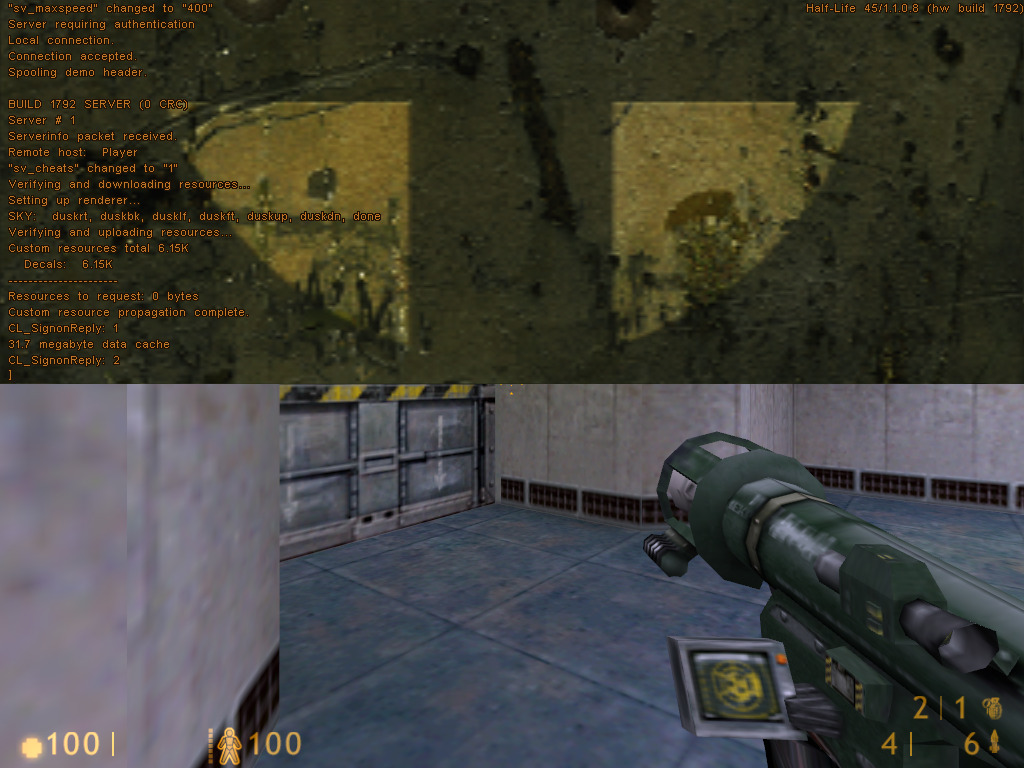 "sv_maxspeed" changed to "400"
Half-Life 45/1.1.0.8 (hw build 1792)
Server requiring authentication
Local connection.
Connection accepted.
Spooling demo header.
BUILD 1792 SERVER (0 CRC)
Server # 1
Serverinfo packet received.
Remote host: Player
"sv_cheats" changed to "1"
Verifying and downloading resources...
Setting up renderer...
SKY: duskrt, duskbk, dusklf, duskft, duskup, duskdn, done
Verifying and uploading resources...
Custom resources total 6.15K
Decals: 6.15K
----------------------
Resources to request: 0 bytes
Custom resource propagation complete.
CL_SignonReply: 1
31.7 megabyte data cache
CL_SignonReply: 2
]
2 | 1
100 | 100 4 | 6